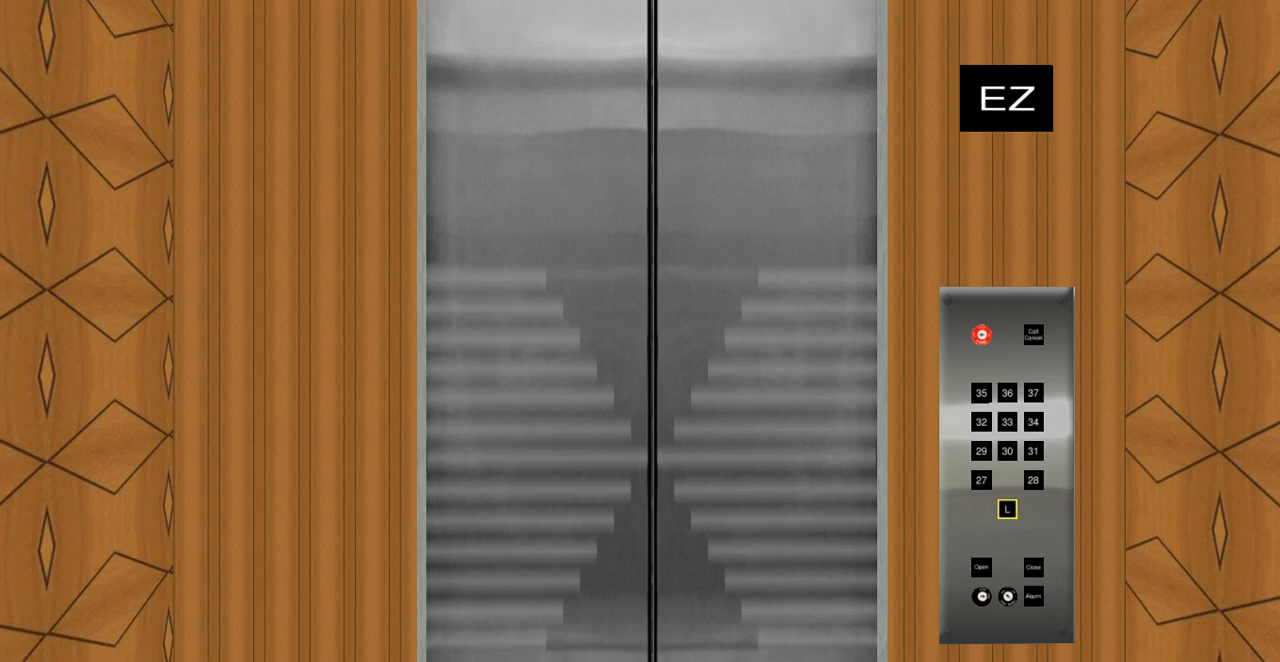 EZ
Call
Cancel
35 36 37
32 33 34
29 30 31
27 28
L
Open Close
Alarm